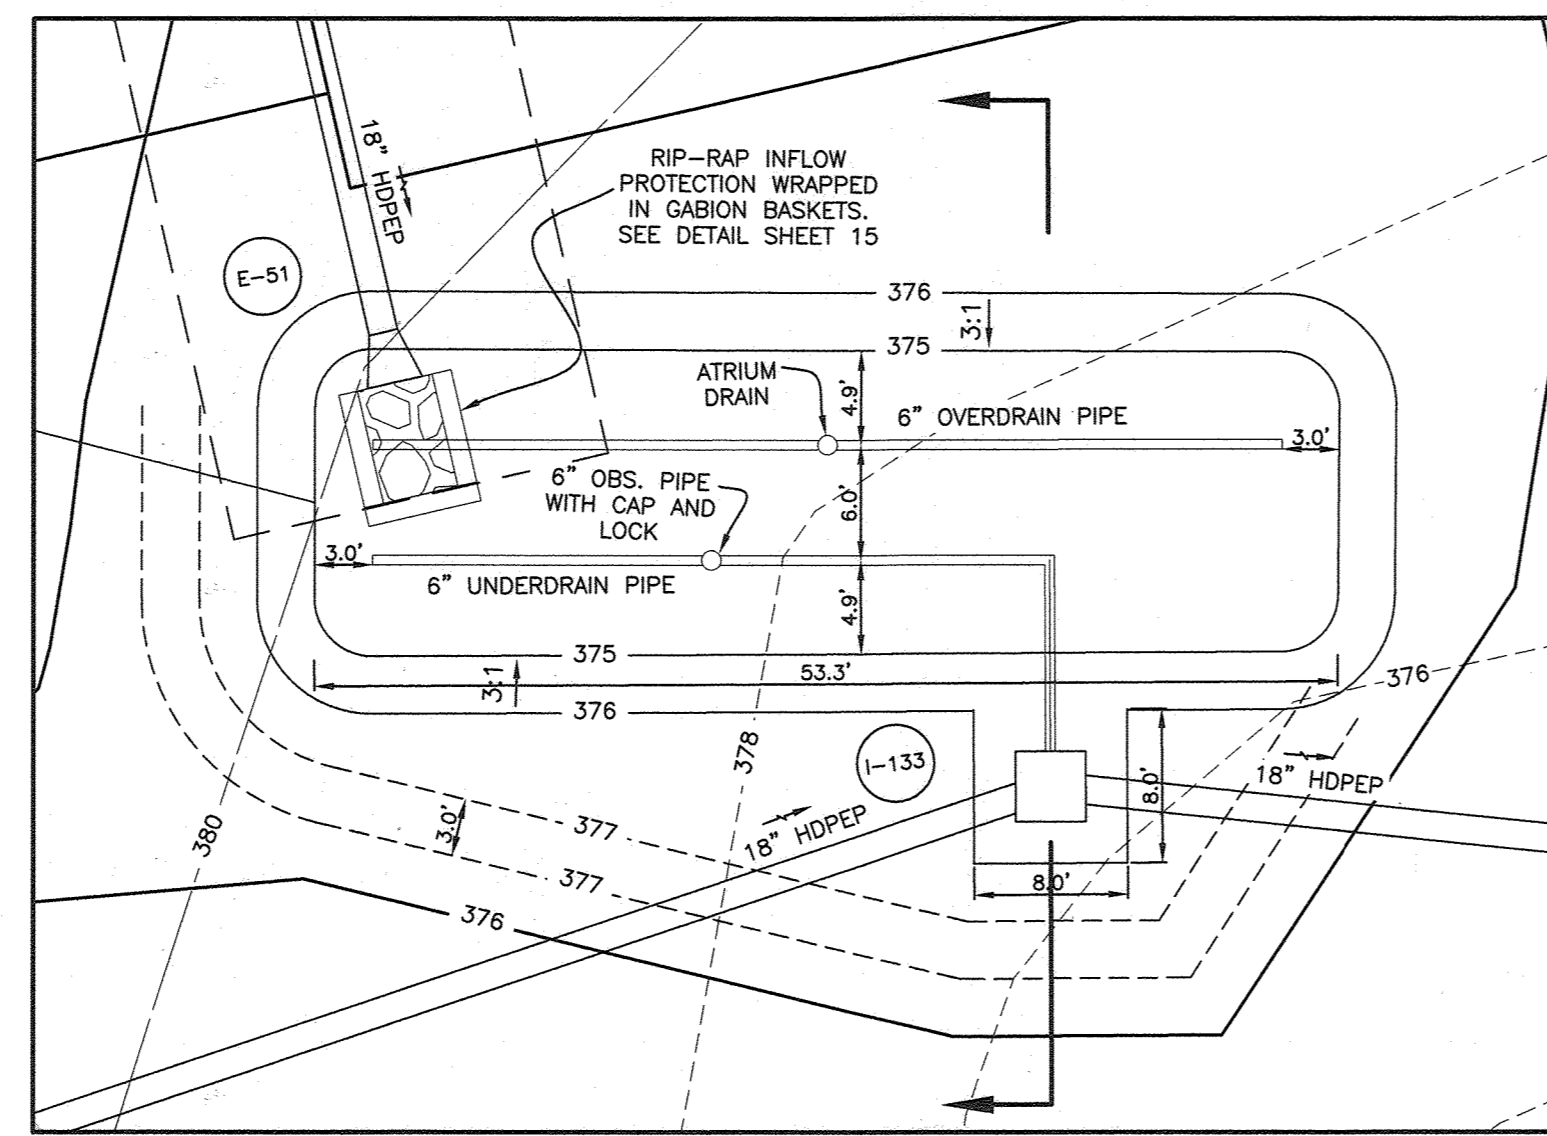 18" HDPEP
RIP-RAP INFLOW
PROTECTION WRAPPED
IN GABION BASKETS.
SEE DETAIL SHEET 15
E-51
376
3:1
375
ATRIUM
DRAIN
4.9'
6" OVERDRAIN PIPE
3.0'
6" OBS. PIPE
WITH CAP AND
LOCK
6.0'
3.0'
6" UNDERDRAIN PIPE
4.9'
375
53.3'
3:1
376
376
378
I-133
18" HDPEP
8.0'
380
3.0'
377
18" HDPEP
377
8.0'
376